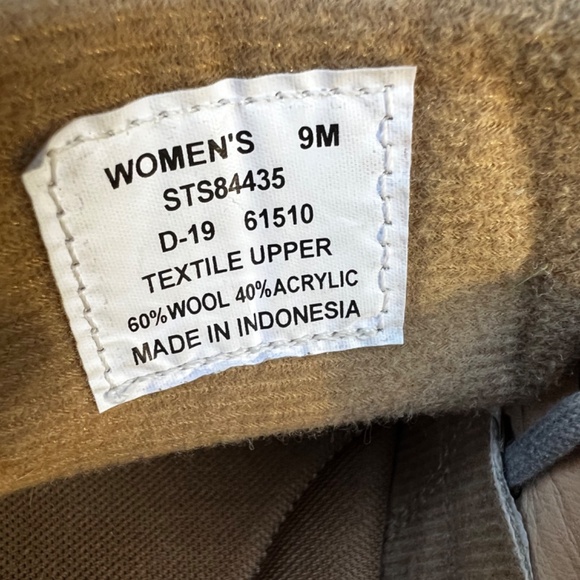 WOMEN'S 9M
STS84435
D-19 61510
TEXTILE UPPER
60%WOOL 40%ACRYLIC
MADE IN INDONESIA